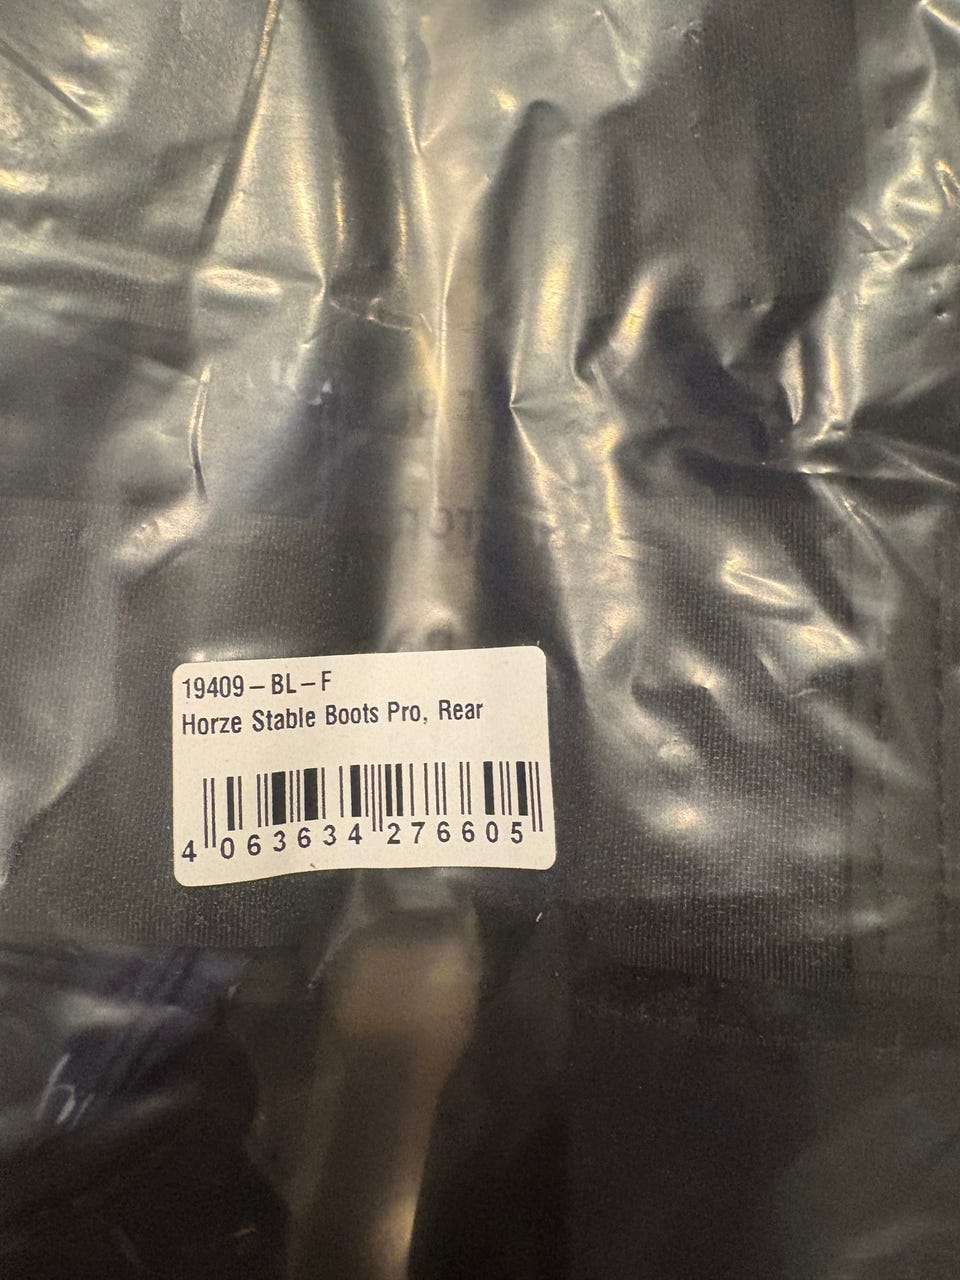 19409-BL-F
Horze Stable Boots Pro, Rear
4 063634 276605